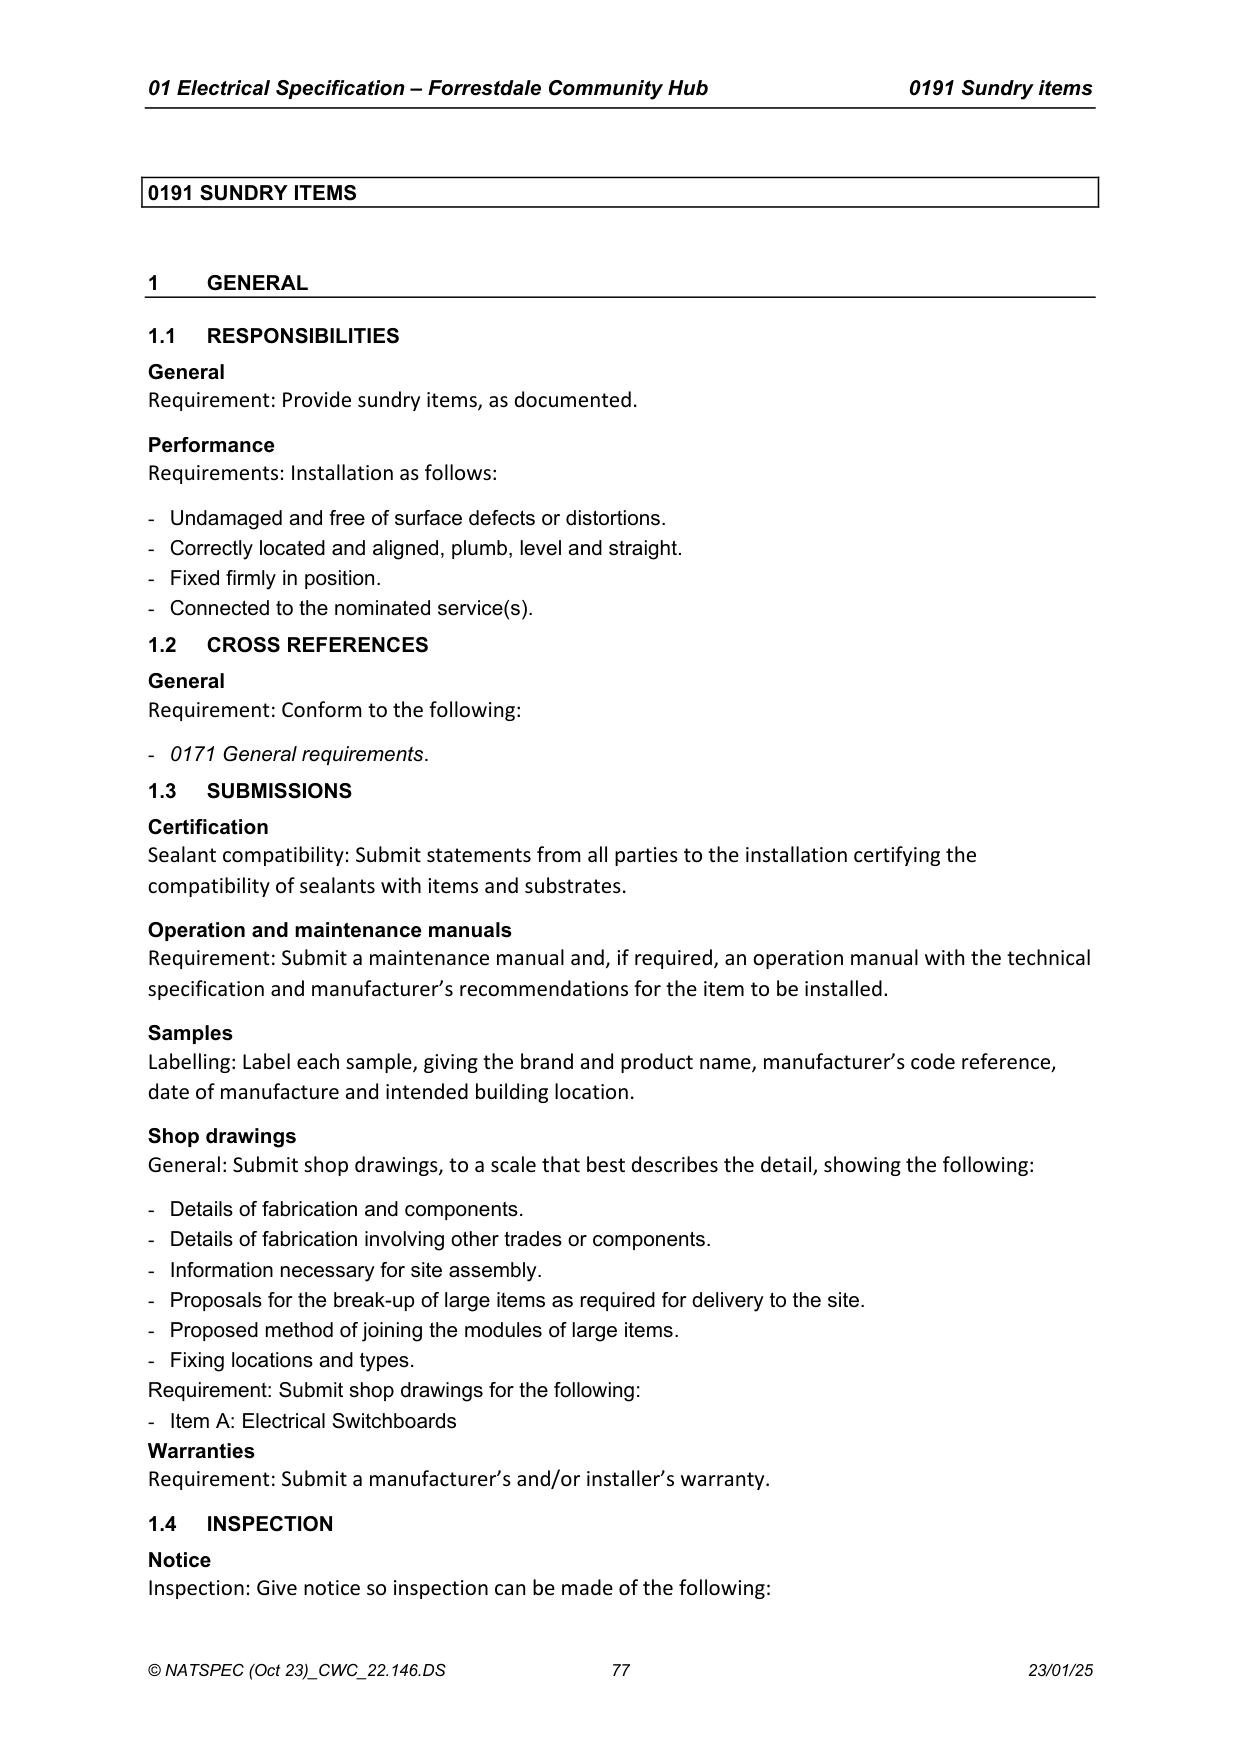 01 Electrical Specification – Forrestdale Community Hub 0191 Sundry items
0191 SUNDRY ITEMS
1 GENERAL
1.1 RESPONSIBILITIES
General
Requirement: Provide sundry items, as documented.
Performance
Requirements: Installation as follows:
- Undamaged and free of surface defects or distortions.
- Correctly located and aligned, plumb, level and straight.
- Fixed firmly in position.
- Connected to the nominated service(s).
1.2 CROSS REFERENCES
General
Requirement: Conform to the following:
- 0171 General requirements.
1.3 SUBMISSIONS
Certification
Sealant compatibility: Submit statements from all parties to the installation certifying the
compatibility of sealants with items and substrates.
Operation and maintenance manuals
Requirement: Submit a maintenance manual and, if required, an operation manual with the technical
specification and manufacturer’s recommendations for the item to be installed.
Samples
Labelling: Label each sample, giving the brand and product name, manufacturer’s code reference,
date of manufacture and intended building location.
Shop drawings
General: Submit shop drawings, to a scale that best describes the detail, showing the following:
- Details of fabrication and components.
- Details of fabrication involving other trades or components.
- Information necessary for site assembly.
- Proposals for the break-up of large items as required for delivery to the site.
- Proposed method of joining the modules of large items.
- Fixing locations and types.
Requirement: Submit shop drawings for the following:
- Item A: Electrical Switchboards
Warranties
Requirement: Submit a manufacturer’s and/or installer’s warranty.
1.4 INSPECTION
Notice
Inspection: Give notice so inspection can be made of the following:
© NATSPEC (Oct 23)_CWC_22.146.DS 77 23/01/25